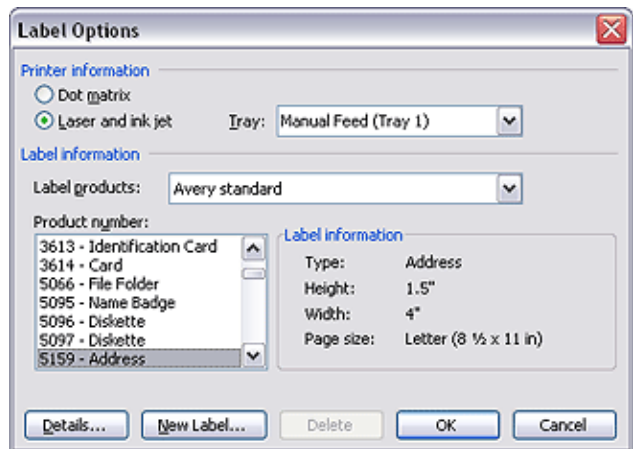 Label Options
Printer information
Dot matrix
Laser and ink jet Tray: Manual Feed (Tray 1)
Label information
Label products: Avery standard
Product number:
3613 - Identification Card
3614 - Card
5066 - File Folder
5095 - Name Badge
5096 - Diskette
5097 - Diskette
5159 - Address
Label information
Type: Address
Height: 1.5"
Width: 4"
Page size: Letter (8 ½ x 11 in)
Details... New Label... Delete OK Cancel